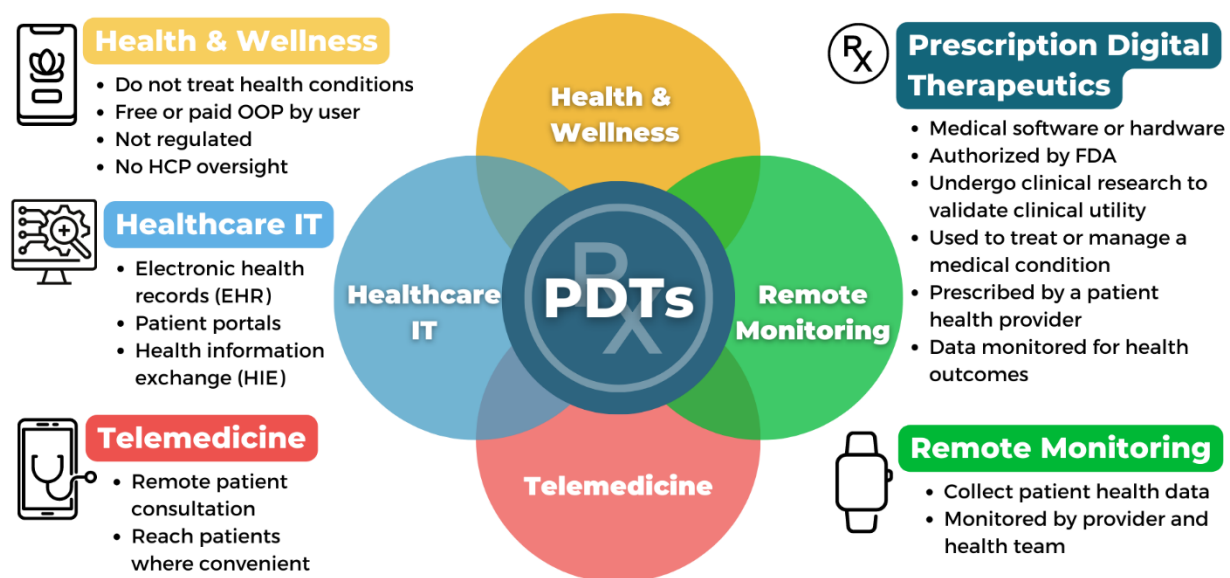 Health & Wellness
• Do not treat health conditions
• Free or paid OOP by user
• Not regulated
• No HCP oversight
Healthcare IT
• Electronic health
records (EHR)
• Patient portals
• Health information
exchange (HIE)
Telemedicine
• Remote patient
consultation
• Reach patients
where convenient
Health &
Wellness
Healthcare
IT
Rx
PDTs
Remote
Monitoring
Telemedicine
Rx
Prescription Digital
Therapeutics
• Medical software or hardware
• Authorized by FDA
• Undergo clinical research to
validate clinical utility
• Used to treat or manage a
medical condition
• Prescribed by a patient
health provider
• Data monitored for health
outcomes
Remote Monitoring
• Collect patient health data
• Monitored by provider and
health team